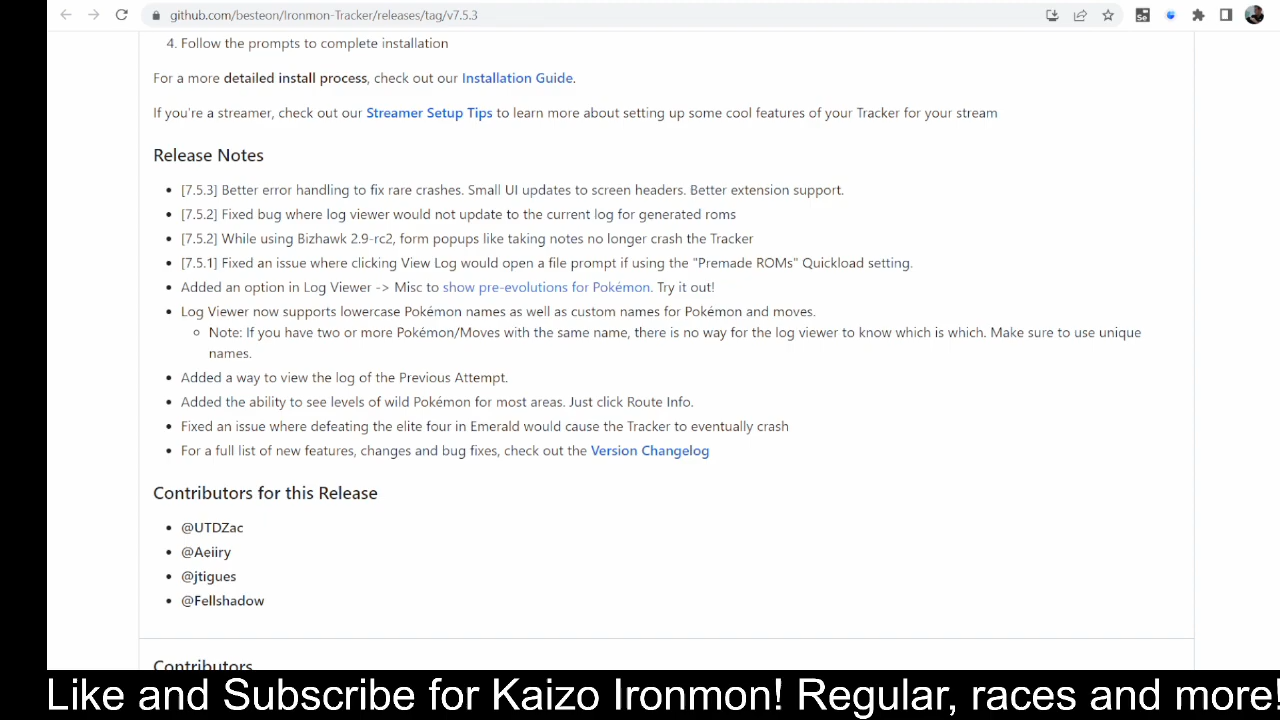 github.com/besteon/Ironmon-Tracker/releases/tag/v7.5.3
4. Follow the prompts to complete installation
For a more detailed install process, check out our Installation Guide.
If you're a streamer, check out our Streamer Setup Tips to learn more about setting up some cool features of your Tracker for your stream
Release Notes
• [7.5.3] Better error handling to fix rare crashes. Small UI updates to screen headers. Better extension support.
• [7.5.2] Fixed bug where log viewer would not update to the current log for generated roms
• [7.5.2] While using Bizhawk 2.9-rc2, form popups like taking notes no longer crash the Tracker
• [7.5.1] Fixed an issue where clicking View Log would open a file prompt if using the "Premade ROMs" Quickload setting.
• Added an option in Log Viewer -> Misc to show pre-evolutions for Pokémon. Try it out!
• Log Viewer now supports lowercase Pokémon names as well as custom names for Pokémon and moves.
◦ Note: If you have two or more Pokémon/Moves with the same name, there is no way for the log viewer to know which is which. Make sure to use unique
names.
• Added a way to view the log of the Previous Attempt.
• Added the ability to see levels of wild Pokémon for most areas. Just click Route Info.
• Fixed an issue where defeating the elite four in Emerald would cause the Tracker to eventually crash
• For a full list of new features, changes and bug fixes, check out the Version Changelog
Contributors for this Release
• @UTDZac
• @Aeiiry
• @jtigues
• @Fellshadow
Contributors
Like and Subscribe for Kaizo Ironmon! Regular, races and more!